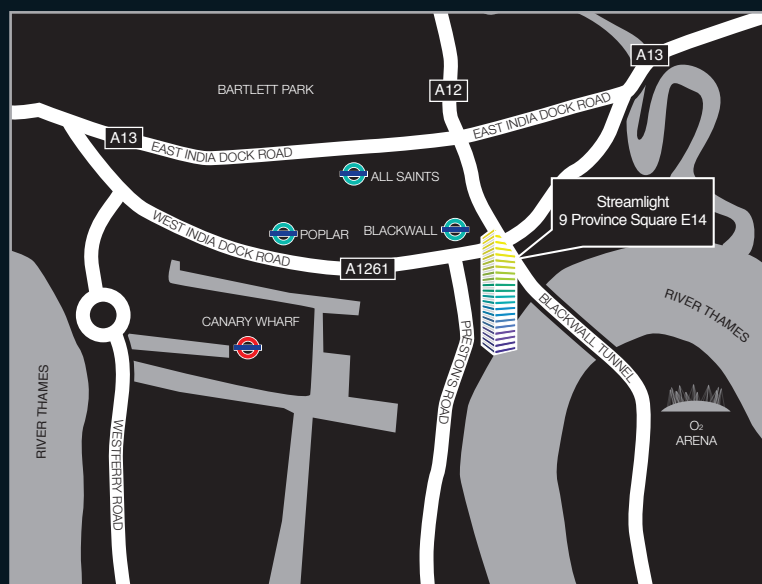 A13
A12
BARTLETT PARK
EAST INDIA DOCK ROAD
A13
EAST INDIA DOCK ROAD
ALL SAINTS
Streamlight
9 Province Square E14
WEST INDIA DOCK ROAD
POPLAR
BLACKWALL
A1261
RIVER THAMES
BLACKWALL TUNNEL
CANARY WHARF
PRESTON'S ROAD
RIVER THAMES
WESTFERRY ROAD
O2
ARENA